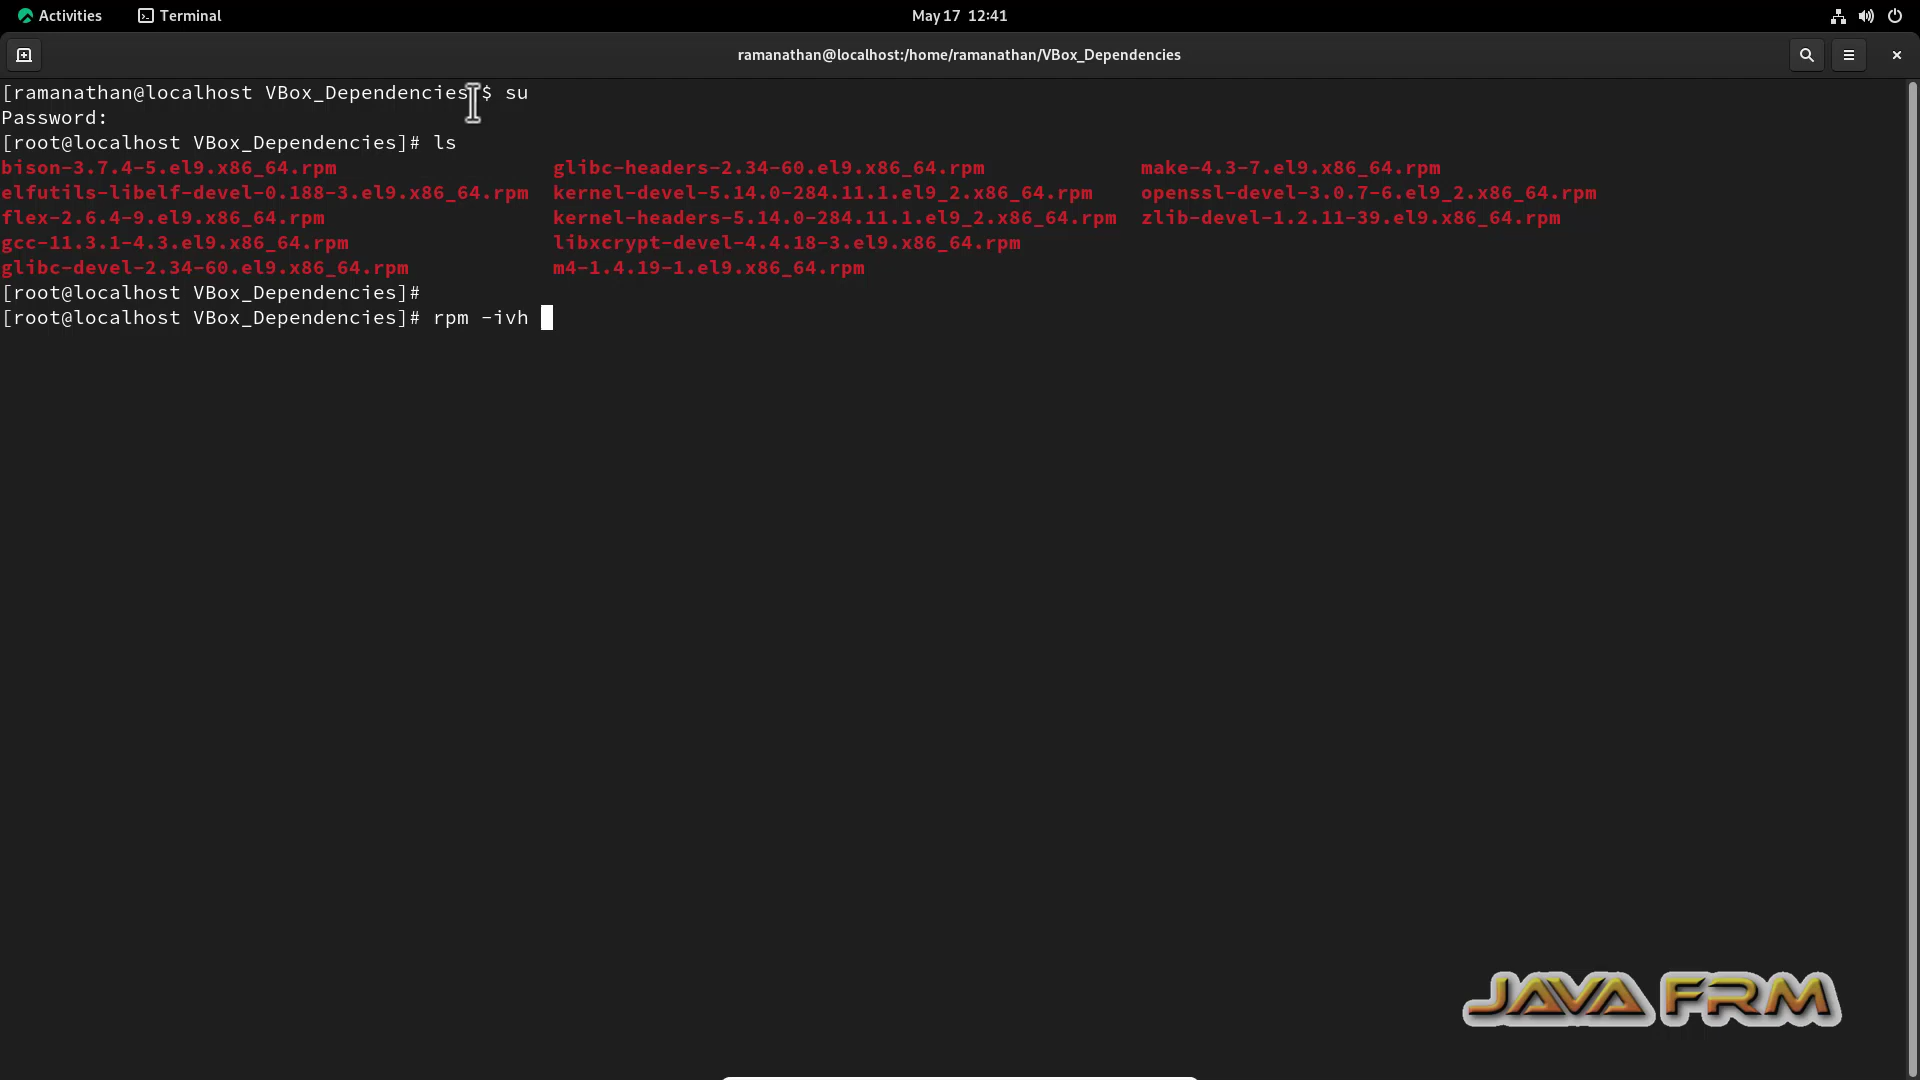 Activities Terminal May 17 12:41
ramanathan@localhost:/home/ramanathan/VBox_Dependencies
[ramanathan@localhost VBox_Dependencies]$ su
Password:
[root@localhost VBox_Dependencies]# ls
bison-3.7.4-5.el9.x86_64.rpm glibc-headers-2.34-60.el9.x86_64.rpm make-4.3-7.el9.x86_64.rpm
elfutils-libelf-devel-0.188-3.el9.x86_64.rpm kernel-devel-5.14.0-284.11.1.el9_2.x86_64.rpm openssl-devel-3.0.7-6.el9_2.x86_64.rpm
flex-2.6.4-9.el9.x86_64.rpm kernel-headers-5.14.0-284.11.1.el9_2.x86_64.rpm zlib-devel-1.2.11-39.el9.x86_64.rpm
gcc-11.3.1-4.3.el9.x86_64.rpm libxcrypt-devel-4.4.18-3.el9.x86_64.rpm
glibc-devel-2.34-60.el9.x86_64.rpm m4-1.4.19-1.el9.x86_64.rpm
[root@localhost VBox_Dependencies]#
[root@localhost VBox_Dependencies]# rpm -ivh
JAVA FRM